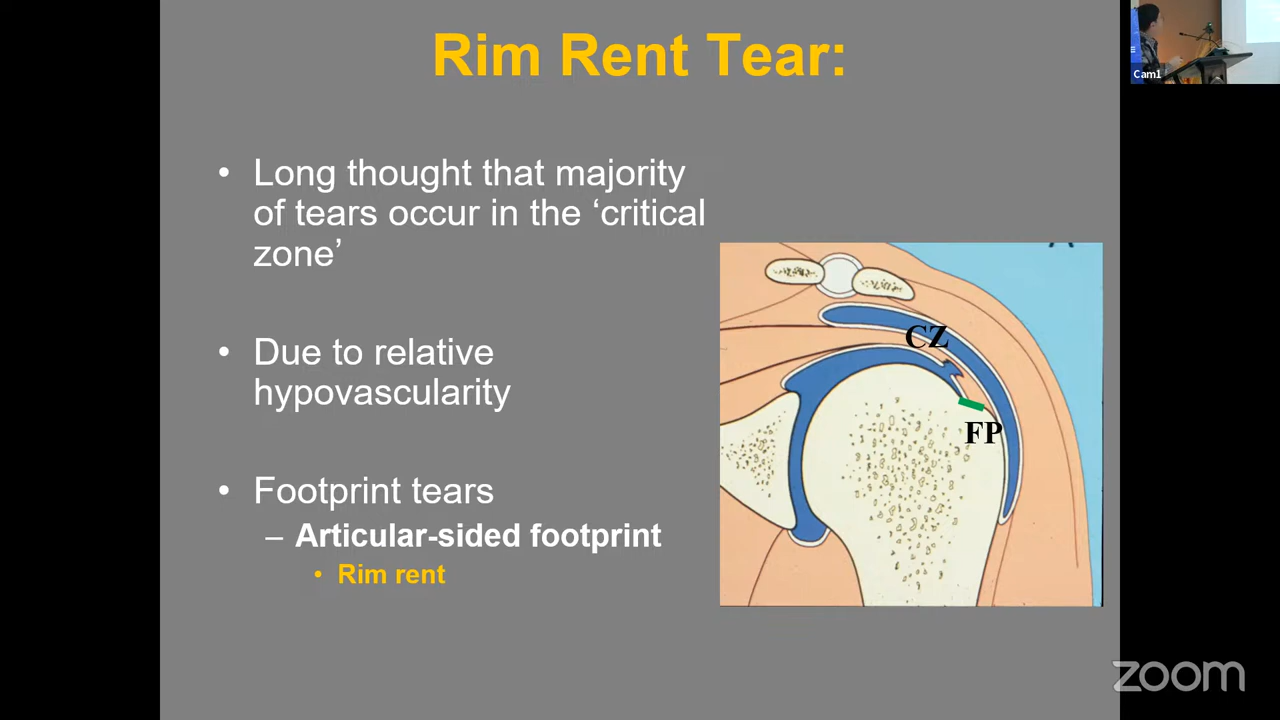 Rim Rent Tear:
• Long thought that majority
of tears occur in the ‘critical
zone’
• Due to relative
hypovascularity
• Footprint tears
– Articular-sided footprint
• Rim rent
CZ
FP
Cam1
zoom